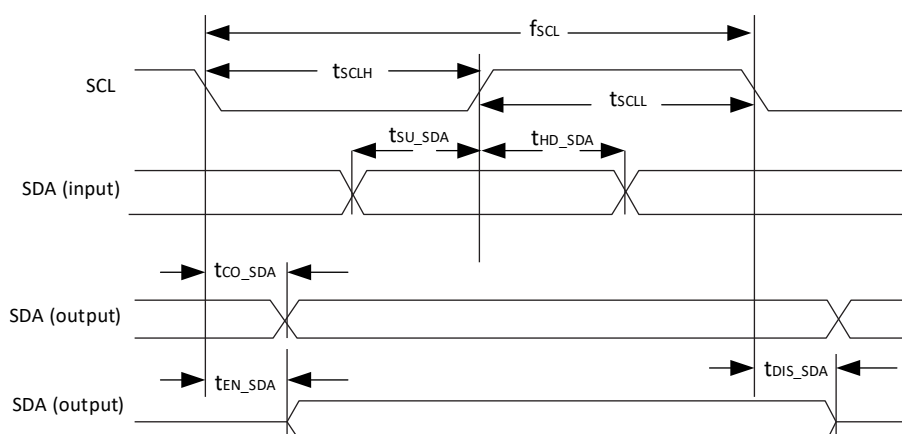 fSCL
SCL
tSCLH
tSCLL
tSU_SDA
tHD_SDA
SDA (input)
tCO_SDA
SDA (output)
tEN_SDA
tDIS_SDA
SDA (output)